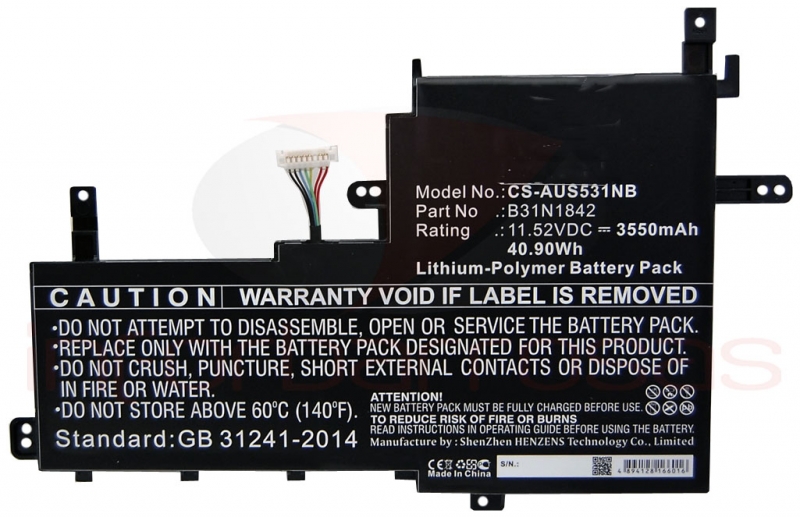 Model No.: CS-AUS531NB
Part No .: B31N1842
Rating .: 11.52VDC ⎓ 3550mAh
40.90Wh
Lithium-Polymer Battery Pack
CAUTION WARRANTY VOID IF LABEL IS REMOVED
•DO NOT ATTEMPT TO DISASSEMBLE, OPEN OR SERVICE THE BATTERY PACK.
•REPLACE ONLY WITH THE BATTERY PACK DESIGNATED FOR THIS PRODUCT.
•DO NOT CRUSH, PUNCTURE, SHORT EXTERNAL CONTACTS OR DISPOSE OF
IN FIRE OR WATER.
•DO NOT STORE ABOVE 60°C (140°F).
Standard:GB 31241-2014
ATTENTION!
NEW BATTERY PACK MUST BE FULLY CHARGED BEFORE USE.
TO REDUCE RISK OF FIRE OR BURNS
READ INSTRUCTIONS IN OPERATING BEFORE USING THIS BATTERY
Manufacture by : ShenZhen HENZENS Technology Co., Limited
CE Made in China
S/N.:
4 894128 166016